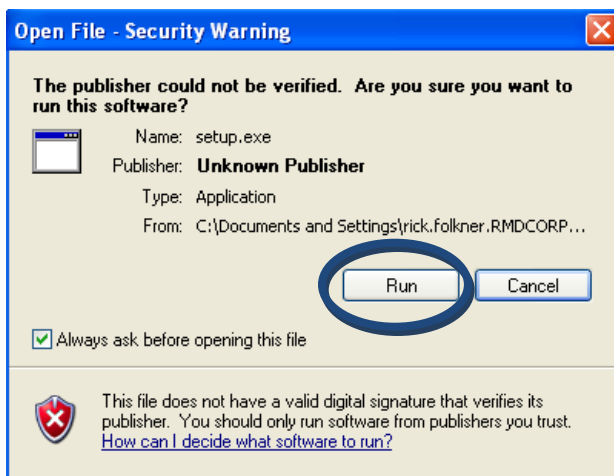 Open File - Security Warning
The publisher could not be verified.  Are you sure you want to
run this software?
Name: setup.exe
Publisher: Unknown Publisher
Type: Application
From: C:\Documents and Settings\rick.folkner.RMDCORP...
Run Cancel
Always ask before opening this file
This file does not have a valid digital signature that verifies its
publisher.  You should only run software from publishers you trust.
How can I decide what software to run?